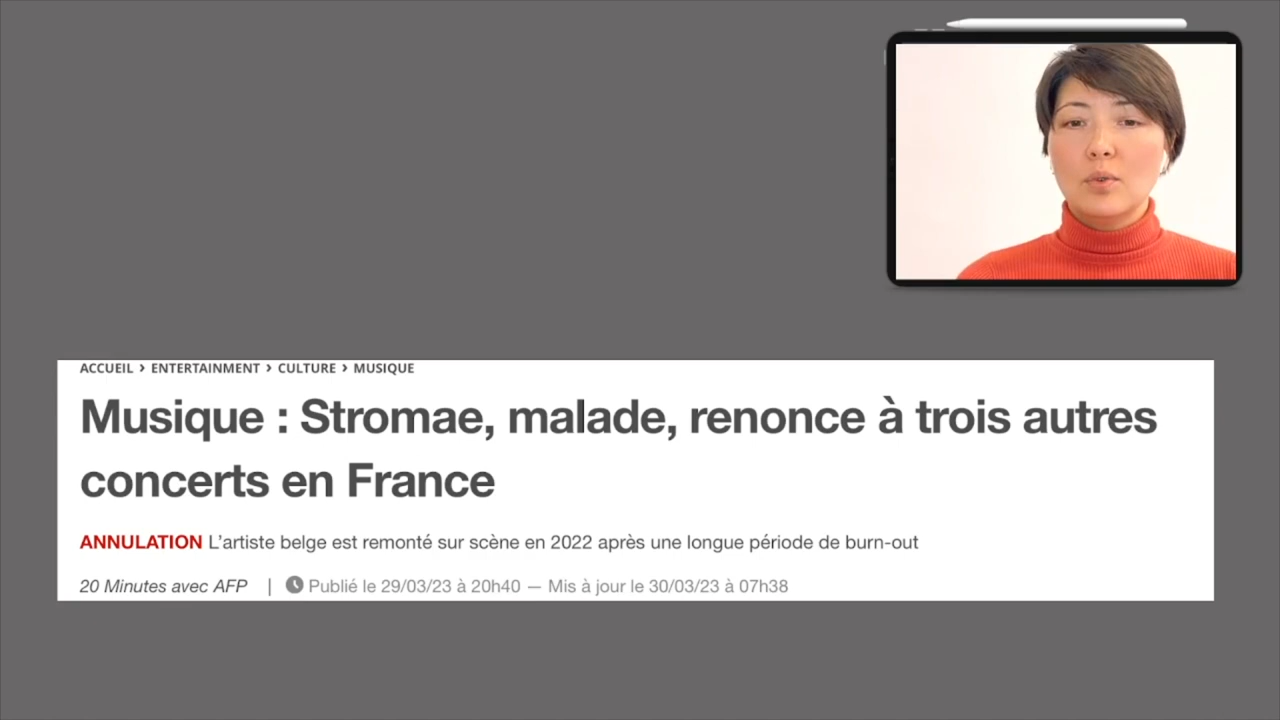 ACCUEIL › ENTERTAINMENT › CULTURE › MUSIQUE
Musique : Stromae, malade, renonce à trois autres
concerts en France
ANNULATION L’artiste belge est remonté sur scène en 2022 après une longue période de burn-out
20 Minutes avec AFP | Publié le 29/03/23 à 20h40 — Mis à jour le 30/03/23 à 07h38